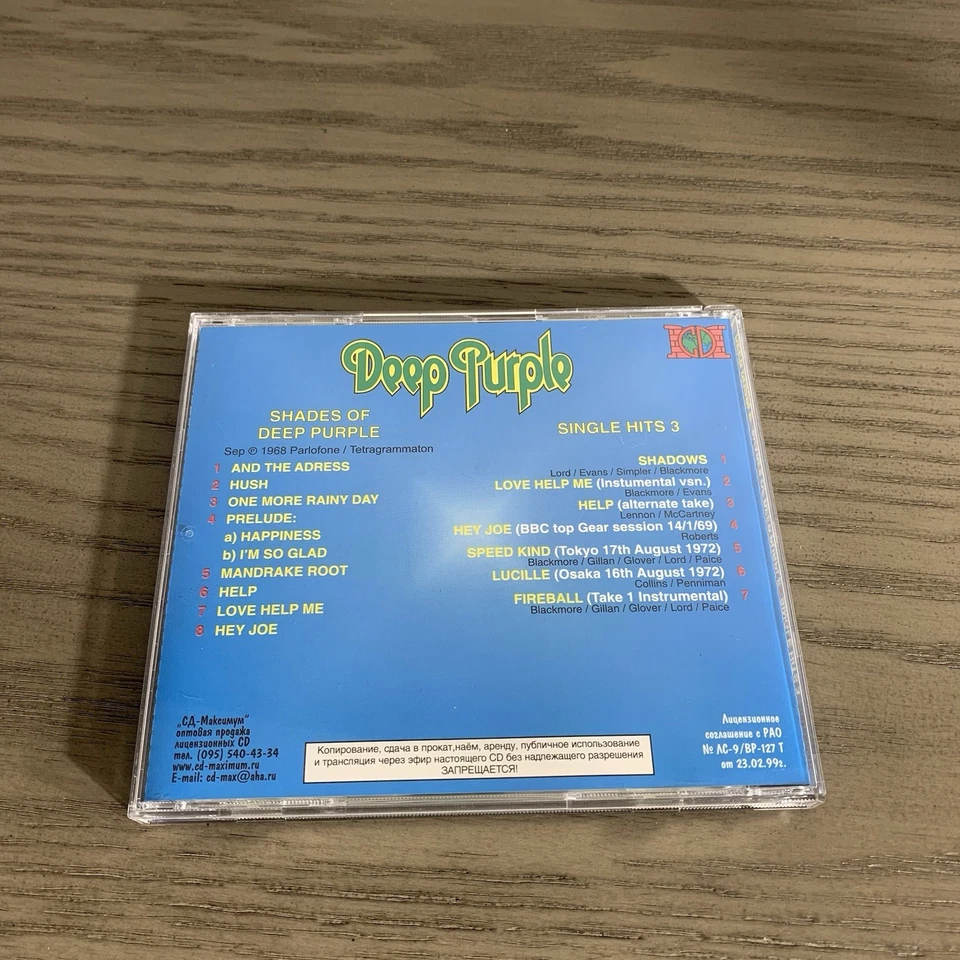 Deep Purple
CD
SHADES OF
DEEP PURPLE
Sep ℗ 1968 Parlofone / Tetragrammaton
1 AND THE ADRESS
2 HUSH
3 ONE MORE RAINY DAY
4 PRELUDE:
a) HAPPINESS
b) I'M SO GLAD
5 MANDRAKE ROOT
6 HELP
7 LOVE HELP ME
8 HEY JOE
SINGLE HITS 3
SHADOWS 1
Lord / Evans / Simpler / Blackmore
LOVE HELP ME (Instumental vsn.) 2
Blackmore / Evans
HELP (alternate take) 3
Lennon / McCartney
HEY JOE (BBC top Gear session 14/1/69) 4
Roberts
SPEED KIND (Tokyo 17th August 1972) 5
Blackmore / Gillan / Glover / Lord / Paice
LUCILLE (Osaka 16th August 1972) 6
Collins / Penniman
FIREBALL (Take 1 Instrumental) 7
Blackmore / Gillan / Glover / Lord / Paice
„СД-Максимум"
оптовая продажа
лицензионных CD
тел. (095) 540-43-34
www.cd-maximum.ru
E-mail: cd-max@aha.ru
Копирование, сдача в прокат,наём, аренду, публичное использование
и трансляция через эфир настоящего CD без надлежащего разрешения
ЗАПРЕЩАЕТСЯ!
Лицензионное
соглашение с РАО
№ ЛС-9/ВР-127 Т
от 23.02.99г.